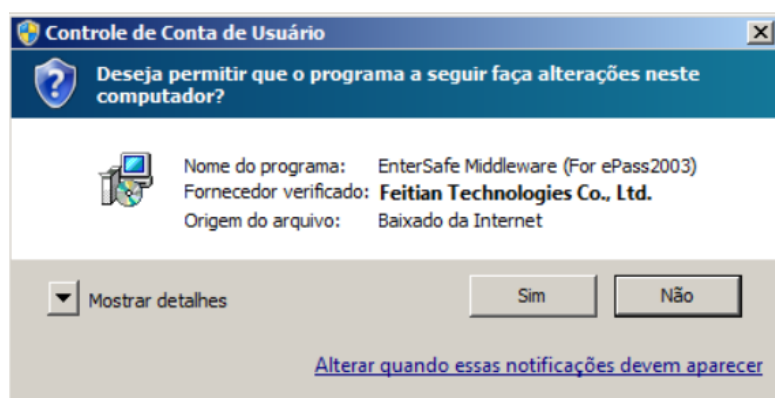 Controle de Conta de Usuário
Deseja permitir que o programa a seguir faça alterações neste
computador?
Nome do programa: EnterSafe Middleware (For ePass2003)
Fornecedor verificado: Feitian Technologies Co., Ltd.
Origem do arquivo: Baixado da Internet
Mostrar detalhes Sim Não
Alterar quando essas notificações devem aparecer